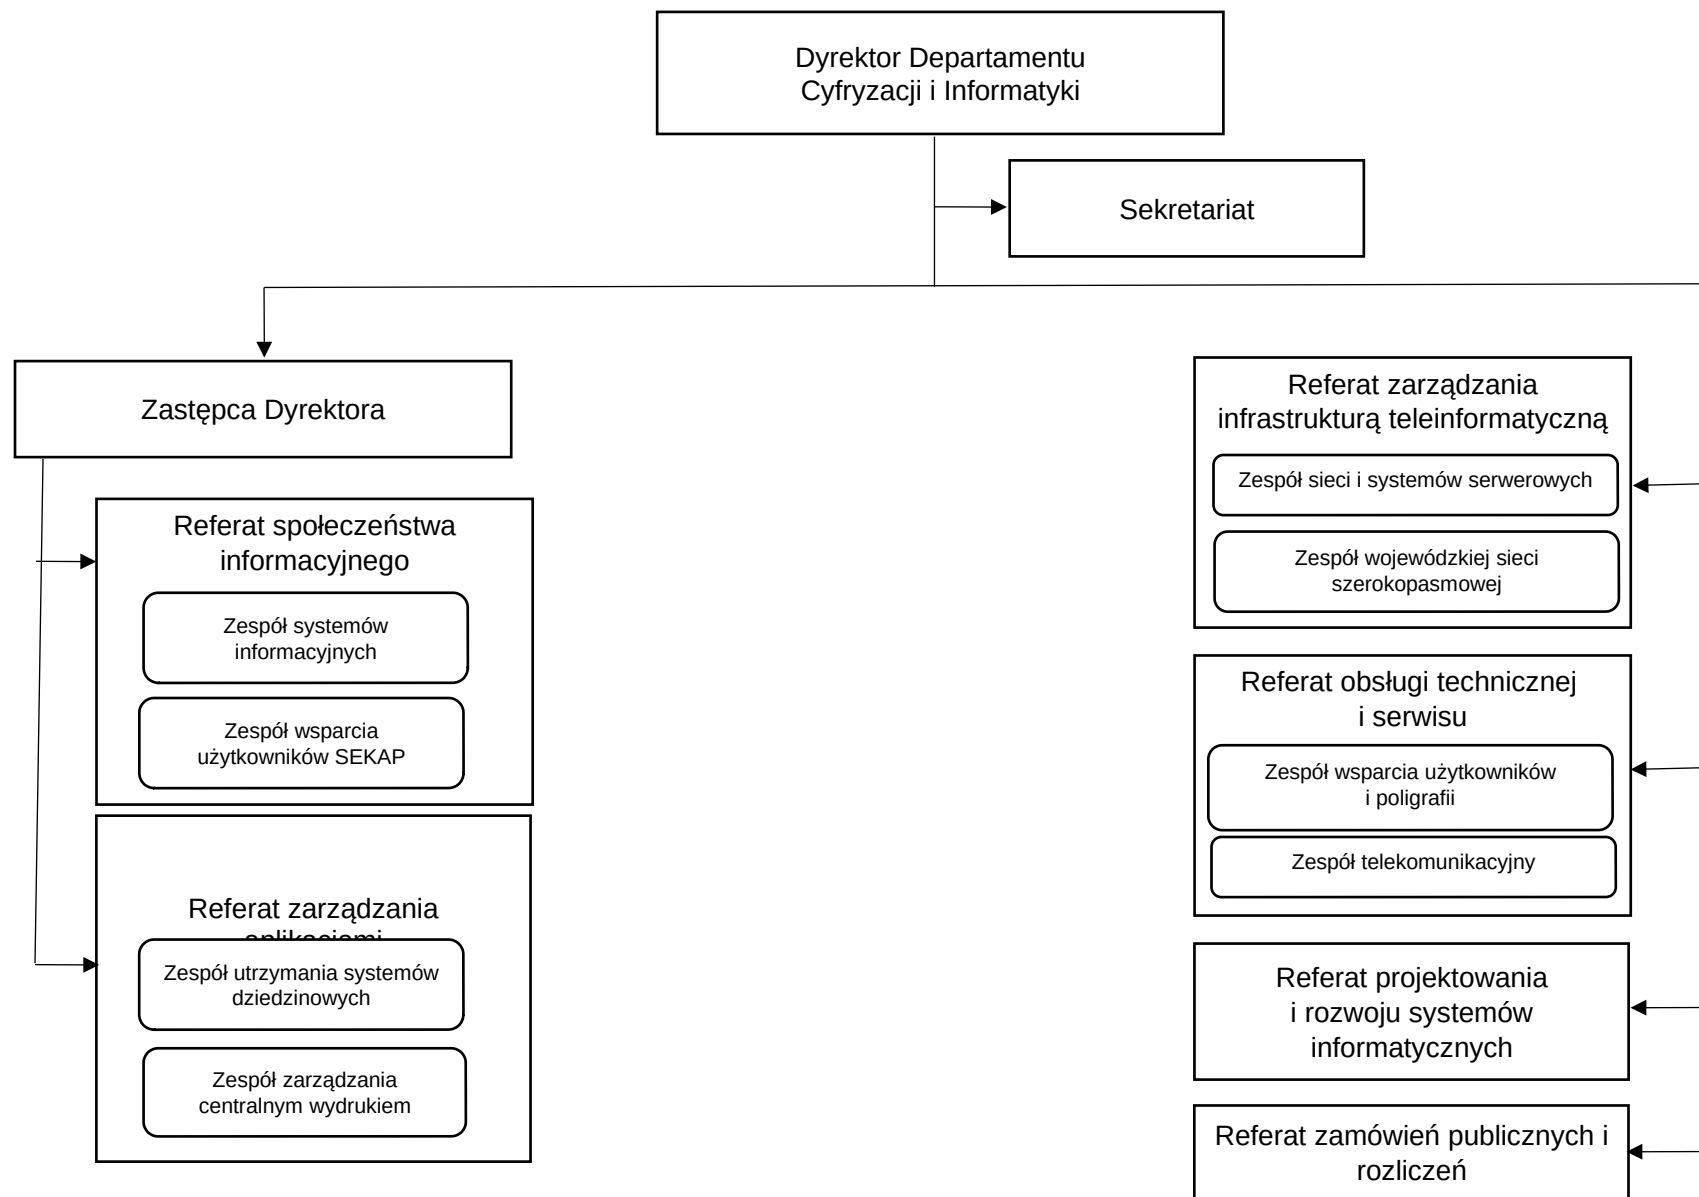 Dyrektor Departamentu
Cyfryzacji i Informatyki
Sekretariat
Zastępca Dyrektora
Referat społeczeństwa
informacyjnego
Zespół systemów
informacyjnych
Zespół wsparcia
użytkowników SEKAP
Referat zarządzania
aplikacjami
Zespół utrzymania systemów
dziedzinowych
Zespół zarządzania
centralnym wydrukiem
Referat zarządzania
infrastrukturą teleinformatyczną
Zespół sieci i systemów serwerowych
Zespół wojewódzkiej sieci
szerokopasmowej
Referat obsługi technicznej
i serwisu
Zespół wsparcia użytkowników
i poligrafii
Zespół telekomunikacyjny
Referat projektowania
i rozwoju systemów
informatycznych
Referat zamówień publicznych i
rozliczeń